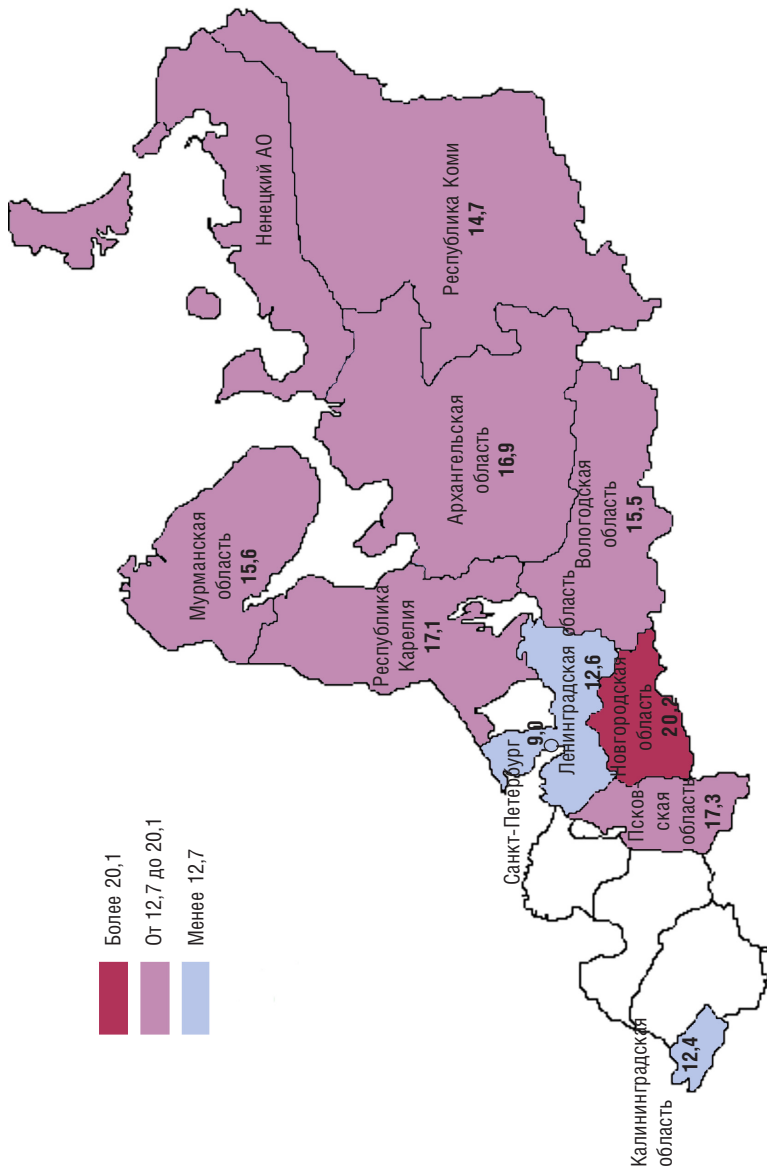 Более 20,1
От 12,7 до 20,1
Менее 12,7
Мурманская
область
15,6
Ненецкий АО
Республика
Карелия
17,1
Архангельская
область
16,9
Республика Коми
14,7
Санкт-Петербург
9,0
Ленинградская область
12,6
Вологодская
область
15,5
Новгородская
область
20,2
Псков-
ская
область
17,3
Калининградская
область
12,4